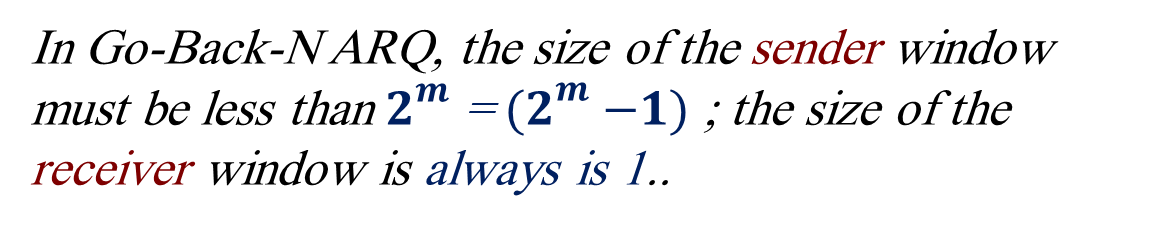 In Go-Back-N ARQ, the size of the sender window
must be less than 2^m =(2^m −1) ; the size of the
receiver window is always is 1..